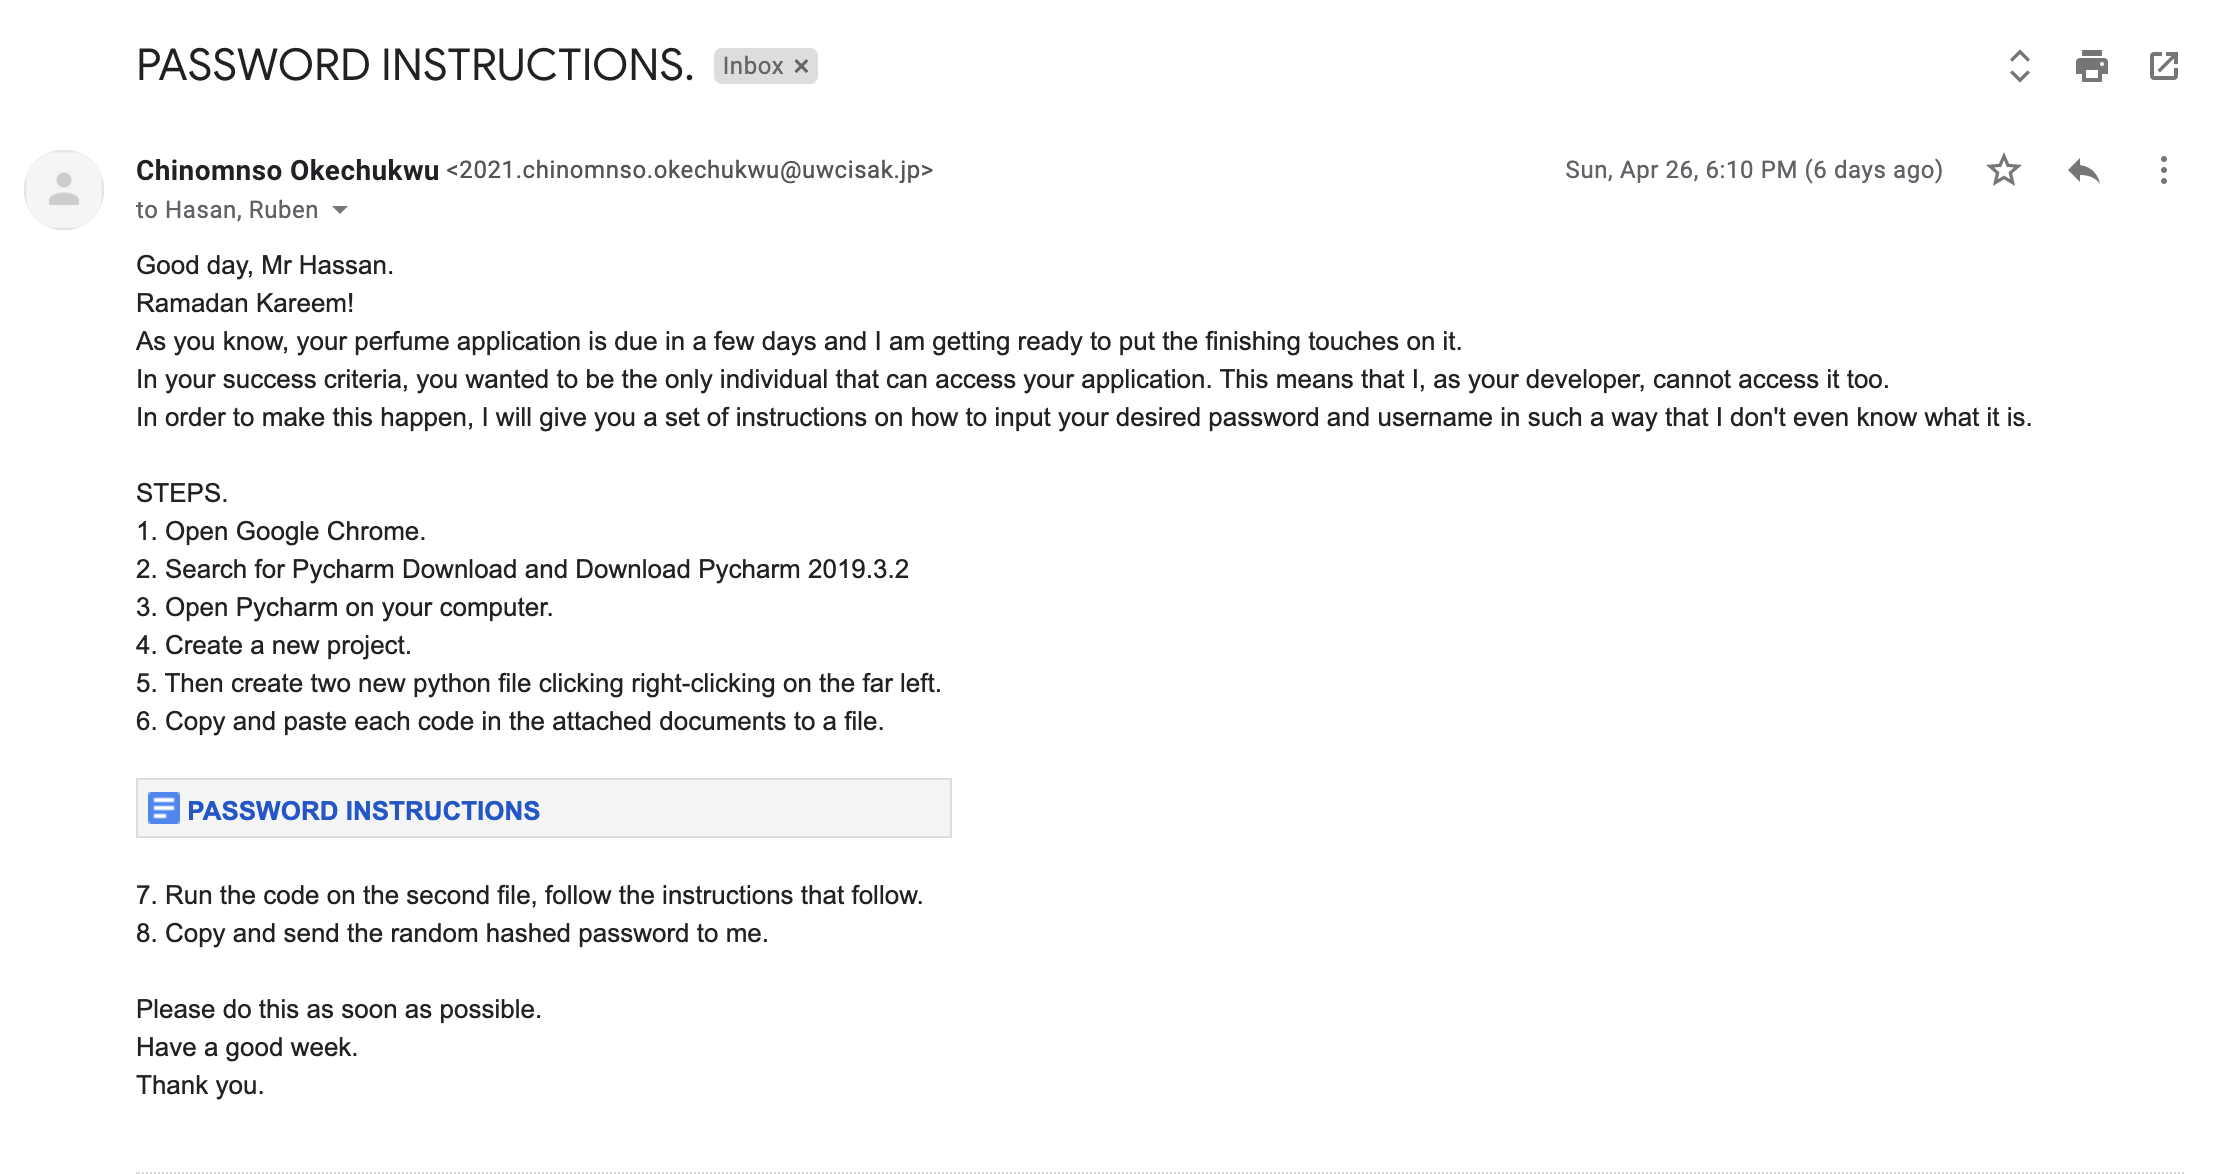 PASSWORD INSTRUCTIONS. Inbox ×
Chinomnso Okechukwu <2021.chinomnso.okechukwu@uwcisak.jp> Sun, Apr 26, 6:10 PM (6 days ago)
to Hasan, Ruben
Good day, Mr Hassan.
Ramadan Kareem!
As you know, your perfume application is due in a few days and I am getting ready to put the finishing touches on it.
In your success criteria, you wanted to be the only individual that can access your application. This means that I, as your developer, cannot access it too.
In order to make this happen, I will give you a set of instructions on how to input your desired password and username in such a way that I don't even know what it is.
STEPS.
1. Open Google Chrome.
2. Search for Pycharm Download and Download Pycharm 2019.3.2
3. Open Pycharm on your computer.
4. Create a new project.
5. Then create two new python file clicking right-clicking on the far left.
6. Copy and paste each code in the attached documents to a file.
PASSWORD INSTRUCTIONS
7. Run the code on the second file, follow the instructions that follow.
8. Copy and send the random hashed password to me.
Please do this as soon as possible.
Have a good week.
Thank you.